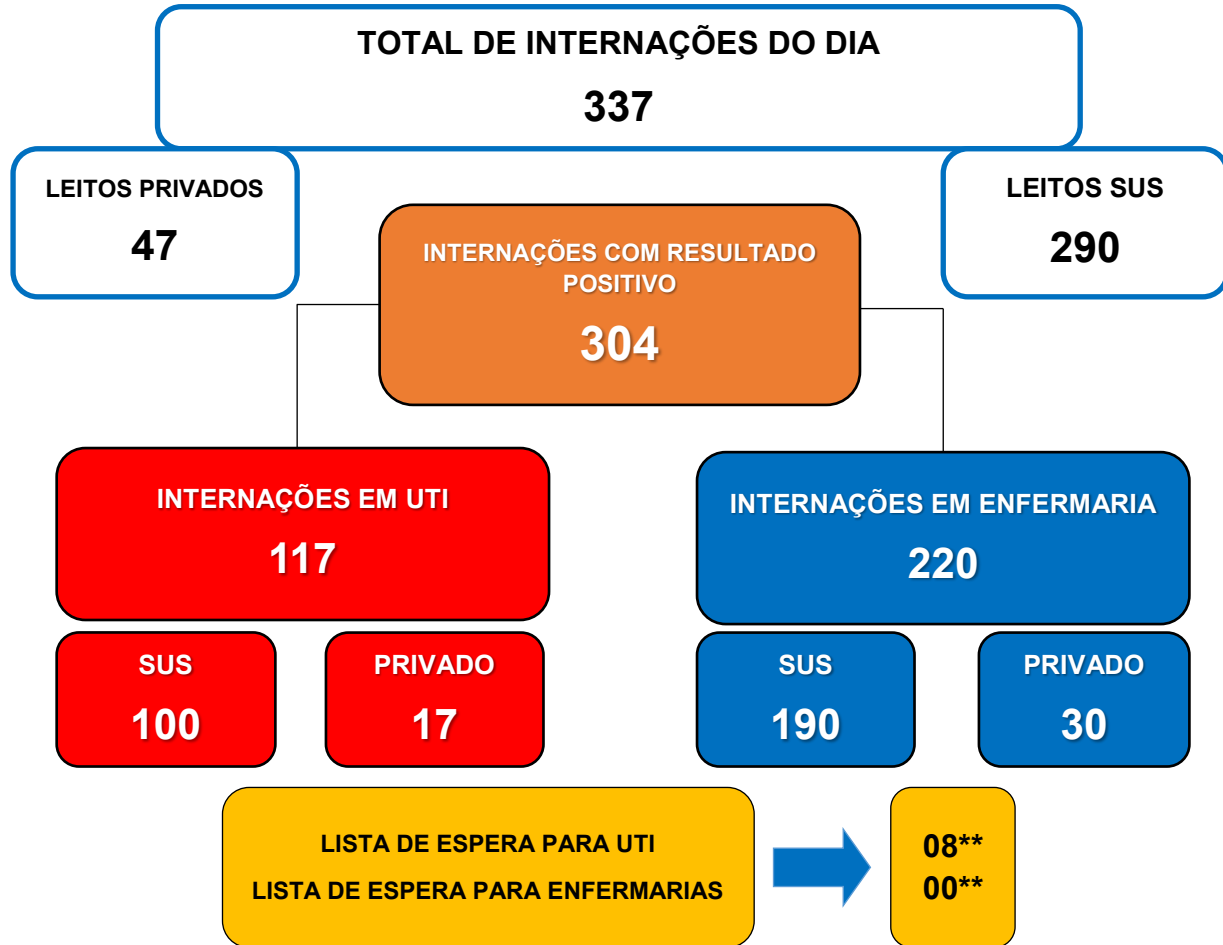 TOTAL DE INTERNAÇÕES DO DIA
337
LEITOS PRIVADOS
47
LEITOS SUS
290
INTERNAÇÕES COM RESULTADO
POSITIVO
304
INTERNAÇÕES EM UTI
117
INTERNAÇÕES EM ENFERMARIA
220
SUS
100
PRIVADO
17
SUS
190
PRIVADO
30
LISTA DE ESPERA PARA UTI
LISTA DE ESPERA PARA ENFERMARIAS
08**
00**